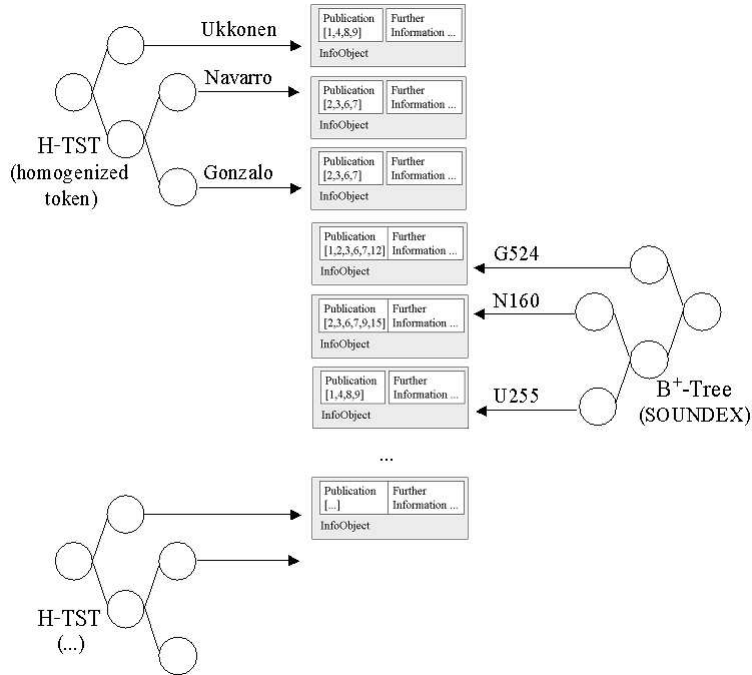 Ukkonen
Publication
[1,4,8,9]
Further
Information ...
InfoObject
Navarro
Publication
[2,3,6,7]
Further
Information ...
InfoObject
H-TST
(homogenized
token)
Gonzalo
Publication
[2,3,6,7]
Further
Information ...
InfoObject
Publication
[1,2,3,6,7,12]
Further
Information ...
InfoObject
G524
Publication
[2,3,6,7,9,15]
Further
Information ...
InfoObject
N160
Publication
[1,4,8,9]
Further
Information ...
InfoObject
U255
B+-Tree
(SOUNDEX)
...
Publication
[...]
Further
Information ...
InfoObject
H-TST
(...)